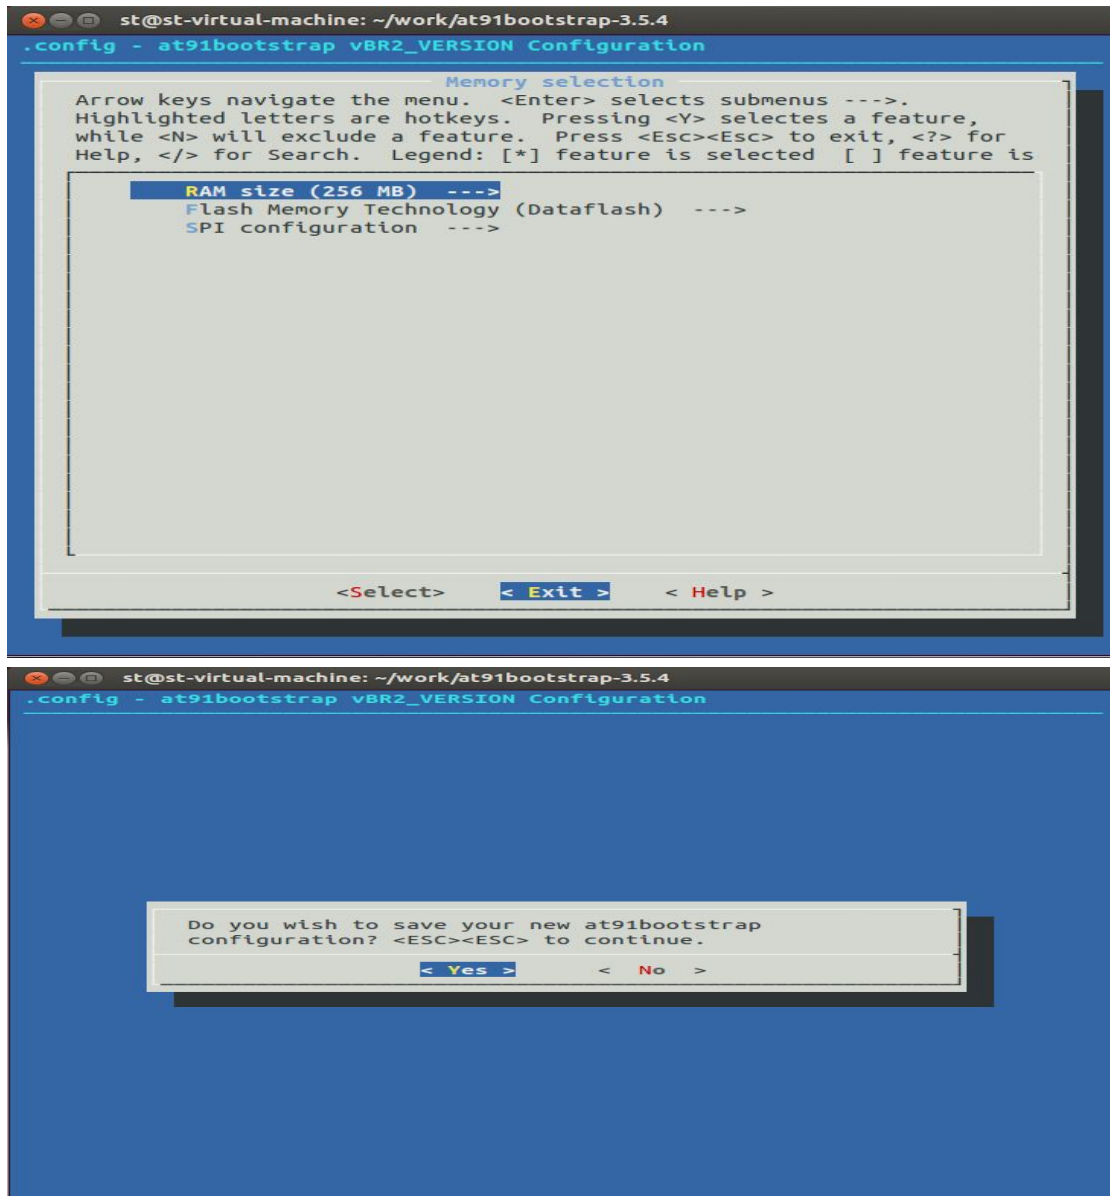 st@st-virtual-machine: ~/work/at91bootstrap-3.5.4
.config - at91bootstrap vBR2_VERSION Configuration
Memory selection
Arrow keys navigate the menu.  <Enter> selects submenus --->.
Highlighted letters are hotkeys.  Pressing <Y> selectes a feature,
while <N> will exclude a feature.  Press <Esc><Esc> to exit, <?> for
Help, </> for Search.  Legend: [*] feature is selected  [ ] feature is
RAM size (256 MB)  --->
Flash Memory Technology (Dataflash)  --->
SPI configuration  --->
<Select>    < Exit >    < Help >
st@st-virtual-machine: ~/work/at91bootstrap-3.5.4
.config - at91bootstrap vBR2_VERSION Configuration
Do you wish to save your new at91bootstrap
configuration? <ESC><ESC> to continue.
< Yes >      <  No  >